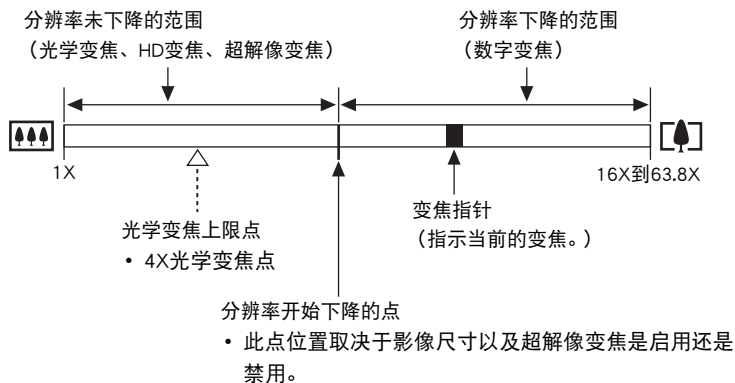 分辨率未下降的范围
（光学变焦、HD变焦、超解像变焦）
分辨率下降的范围
（数字变焦）
1X
16X到63.8X
光学变焦上限点
• 4X光学变焦点
变焦指针
（指示当前的变焦。）
分辨率开始下降的点
• 此点位置取决于影像尺寸以及超解像变焦是启用还是
禁用。